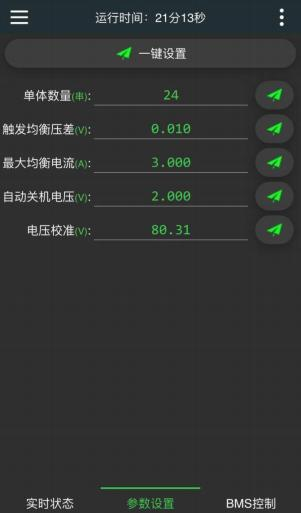 运行时间：21分13秒
一键设置
单体数量(串): 24
触发均衡压差(V): 0.010
最大均衡电流(A): 3.000
自动关机电压(V): 2.000
电压校准(V): 80.31
实时状态 参数设置 BMS控制